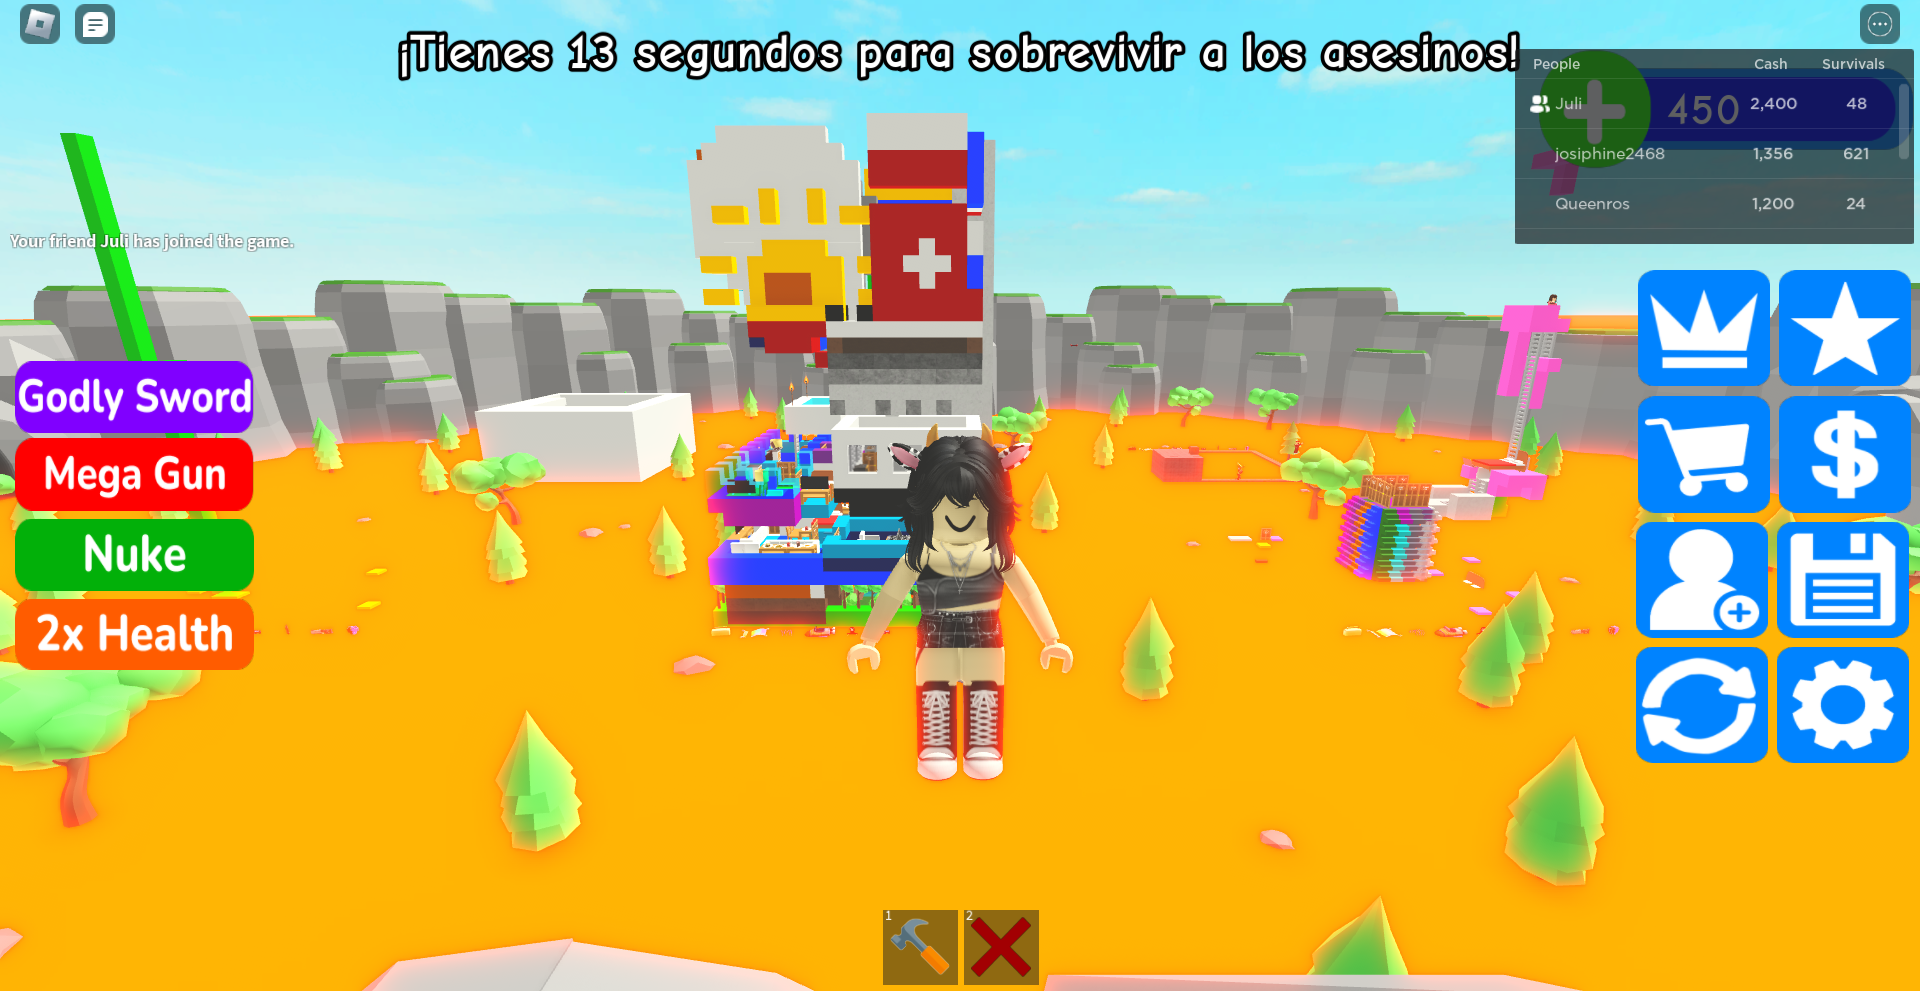 ¡Tienes 13 segundos para sobrevivir a los asesinos!
People Cash Survivals
Juli 2,400 48
450
josiphine2468 1,356 621
Queenros 1,200 24
Your friend Juli has joined the game.
Godly Sword
Mega Gun
Nuke
2x Health
1 2